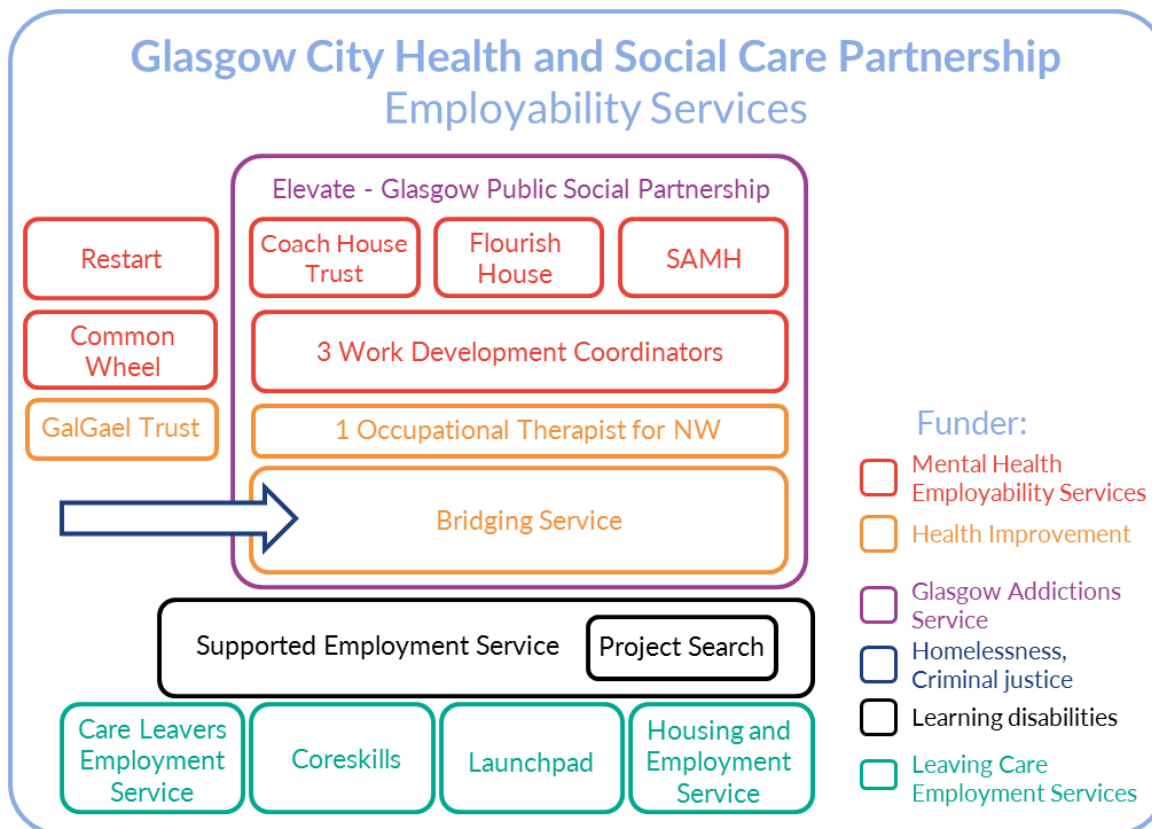 Glasgow City Health and Social Care Partnership
Employability Services
Elevate - Glasgow Public Social Partnership
Restart
Coach House
Trust
Flourish
House
SAMH
Common
Wheel
3 Work Development Coordinators
GalGael Trust
1 Occupational Therapist for NW
Bridging Service
Supported Employment Service
Project Search
Care Leavers
Employment
Service
Coreskills
Launchpad
Housing and
Employment
Service
Funder:
Mental Health
Employability Services
Health Improvement
Glasgow Addictions
Service
Homelessness,
Criminal justice
Learning disabilities
Leaving Care
Employment Services